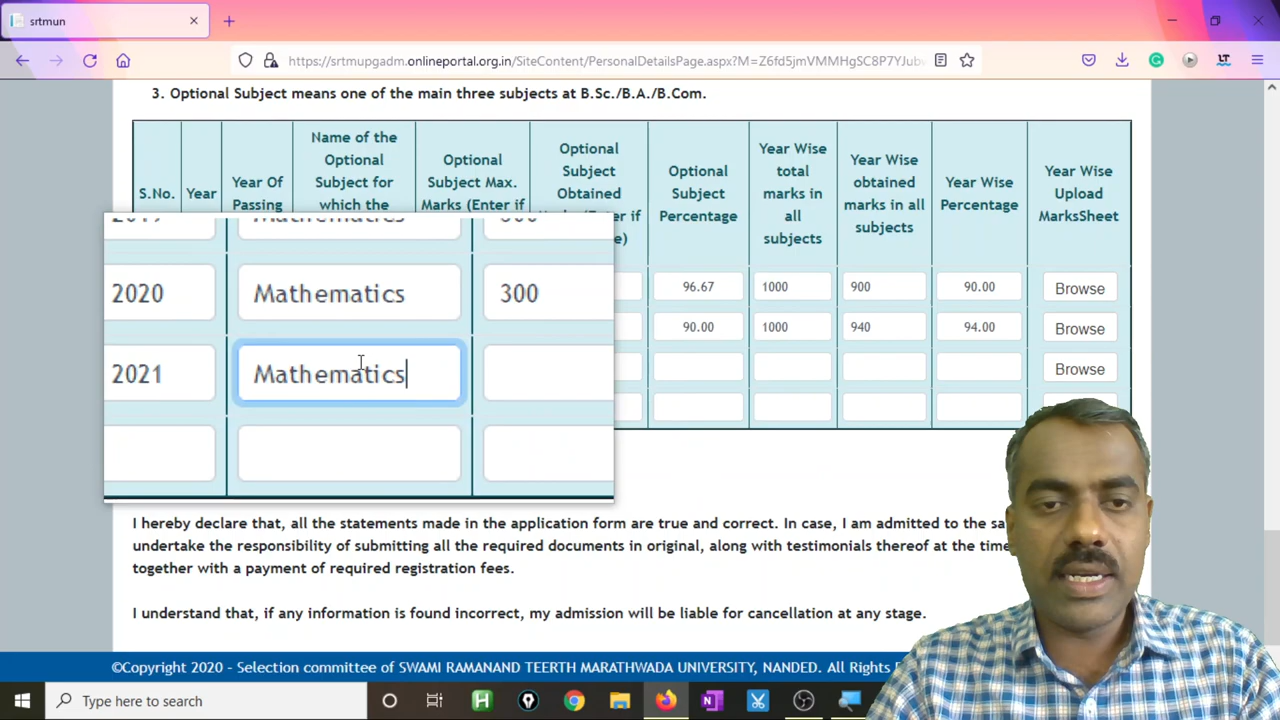 srtmun
https://srtmupgadm.onlineportal.org.in/SiteContent/PersonalDetailsPage.aspx?M=Z6fd5jmVMMHgSC8P7YJub
3. Optional Subject means one of the main three subjects at B.Sc./B.A./B.Com.
S.No.
Year
Year Of
Passing
Name of the
Optional
Subject for
which the
Optional
Subject Max.
Marks (Enter if
Optional
Subject
Obtained
if
e)
Optional
Subject
Percentage
Year Wise
total
marks in
all
subjects
Year Wise
obtained
marks in all
subjects
Year Wise
Percentage
Year Wise
Upload
MarksSheet
2019 Mathematics 300
2020 Mathematics 300
2021 Mathematics
96.67 1000 900 90.00 Browse
90.00 1000 940 94.00 Browse
Browse
I hereby declare that, all the statements made in the application form are true and correct. In case, I am admitted to the sa
undertake the responsibility of submitting all the required documents in original, along with testimonials thereof at the time
together with a payment of required registration fees.
I understand that, if any information is found incorrect, my admission will be liable for cancellation at any stage.
©Copyright 2020 - Selection committee of SWAMI RAMANAND TEERTH MARATHWADA UNIVERSITY, NANDED. All Rights
Type here to search